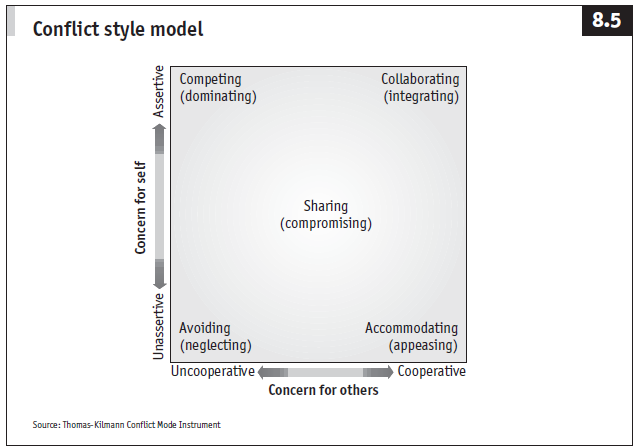 Conflict style model
8.5
Assertive
Concern for self
Unassertive
Competing
(dominating)
Collaborating
(integrating)
Sharing
(compromising)
Avoiding
(neglecting)
Accommodating
(appeasing)
Uncooperative
Cooperative
Concern for others
Source: Thomas-Kilmann Conflict Mode Instrument